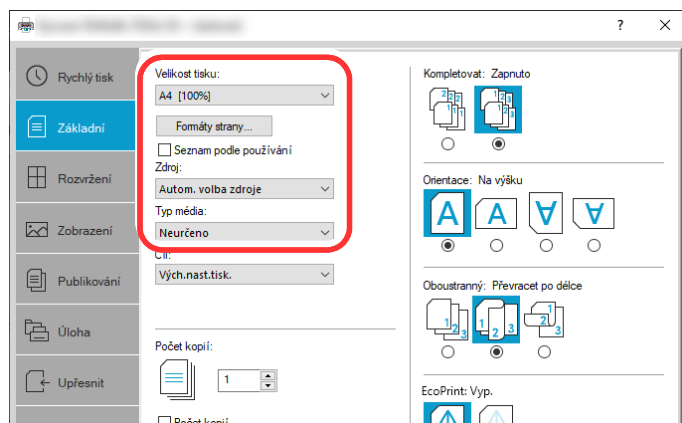 Rychlý tisk
Základní
Rozvržení
Zobrazení
Publikování
Úloha
Upřesnit
Velikost tisku:
A4 [100%]
Formáty strany...
Seznam podle používání
Zdroj:
Autom. volba zdroje
Typ média:
Neurčeno
Cíl:
Vých.nast.tisk.
Počet kopií:
1
Počet kopií
Kompletovat: Zapnuto
Orientace: Na výšku
Oboustranný: Převracet po délce
EcoPrint: Vyp.